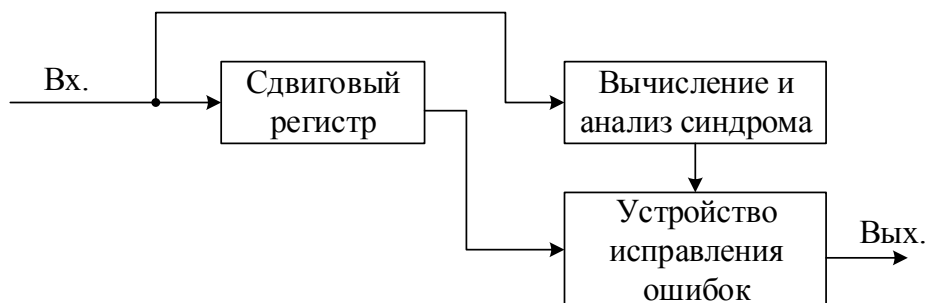 Вх.
Сдвиговый
регистр
Вычисление и
анализ синдрома
Устройство
исправления
ошибок
Вых.